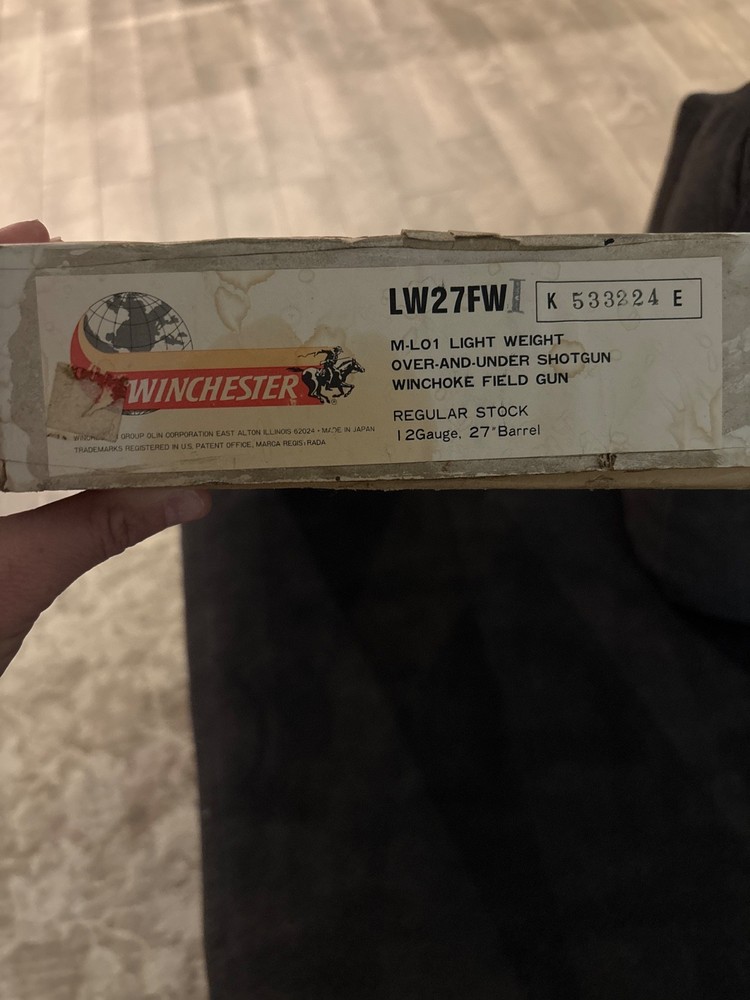 LW27FWI
K 533224 E
M-L01 LIGHT WEIGHT
OVER-AND-UNDER SHOTGUN
WINCHOKE FIELD GUN
REGULAR STOCK
12Gauge, 27"Barrel
WINCHESTER
GROUP OLIN CORPORATION EAST ALTON ILLINOIS 62024 • MADE IN JAPAN
TRADEMARKS REGISTERED IN U.S. PATENT OFFICE, MARCA REGISTRADA